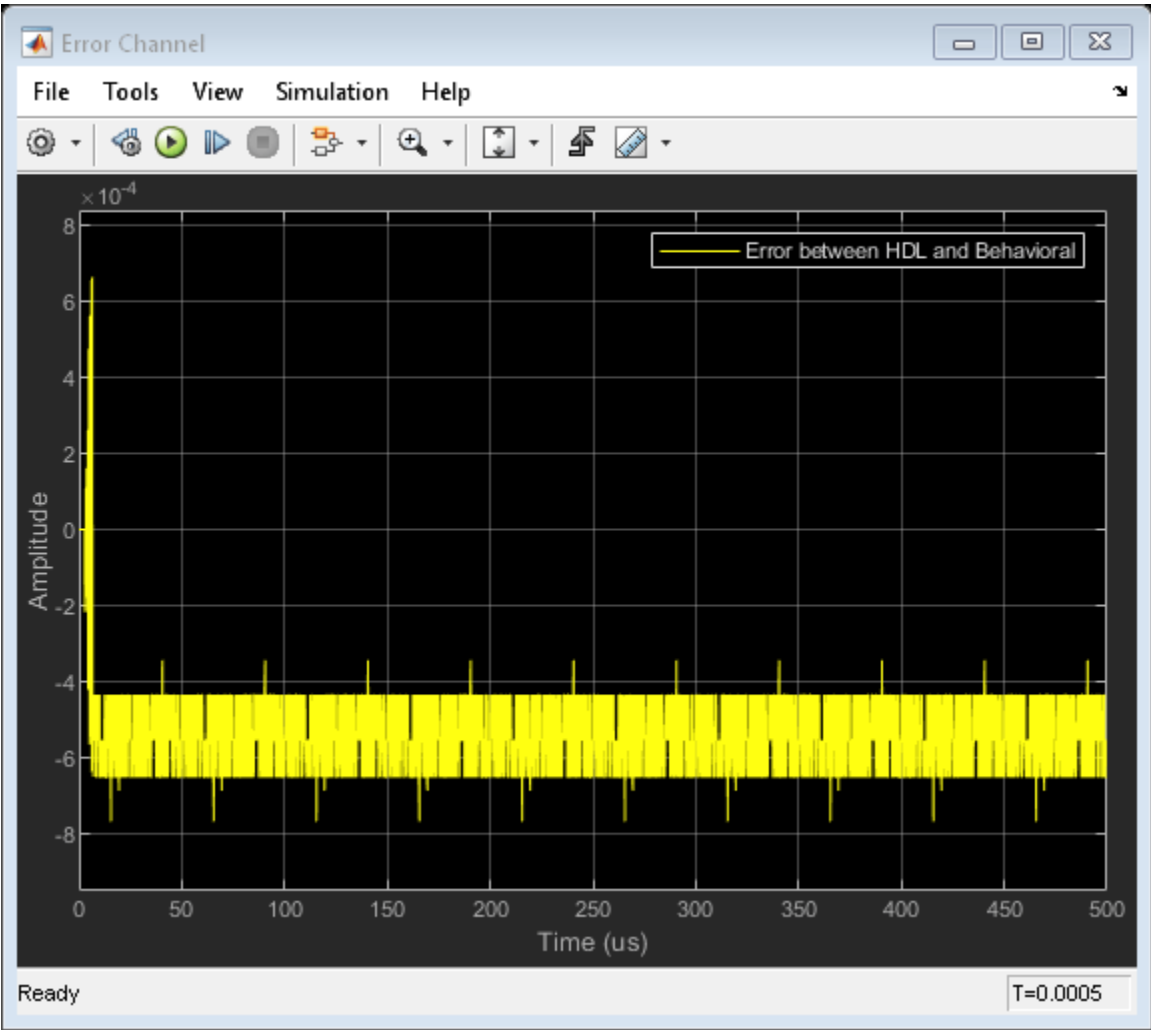 Error Channel
File Tools View Simulation Help
×10-4
8
6
4
2
0
-2
-4
-6
-8
Amplitude
Error between HDL and Behavioral
0 50 100 150 200 250 300 350 400 450 500
Time (us)
Ready T=0.0005